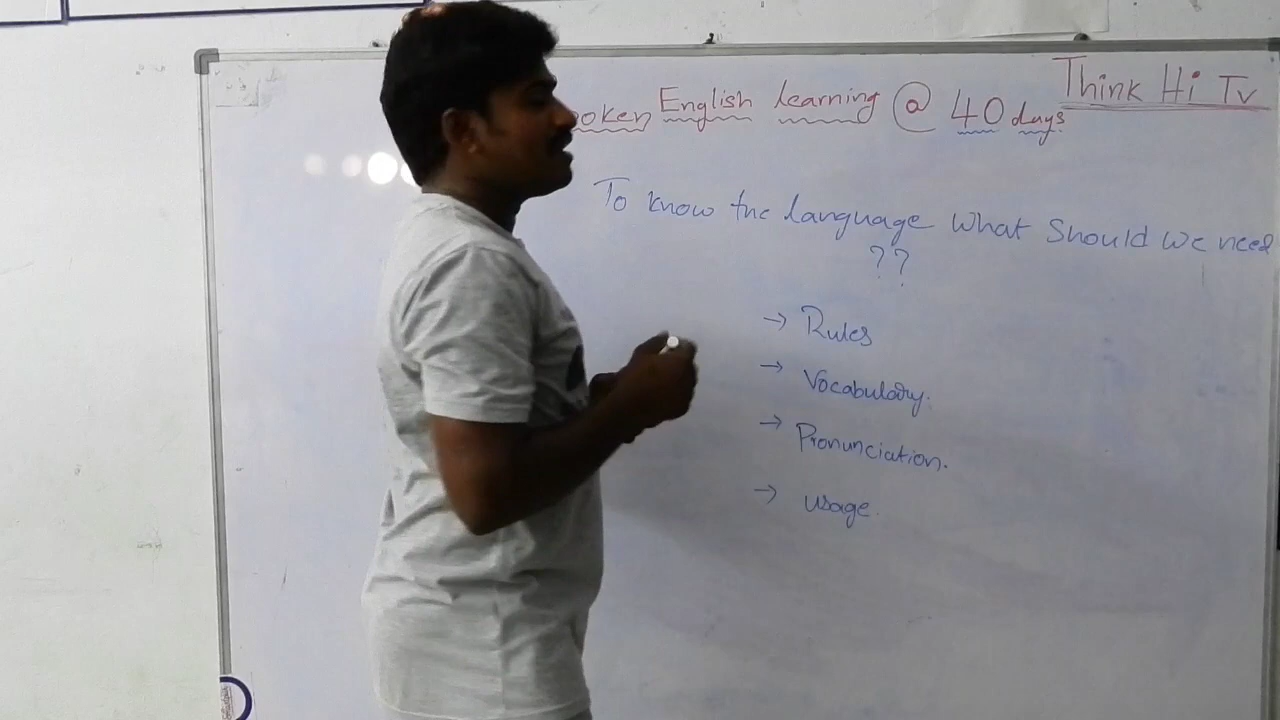 Think Hi Tv
oken English learning @ 40 days
To know the language What Should We need
??
→ Rules
→ Vocabulary.
→ Pronunciation.
→ usage.